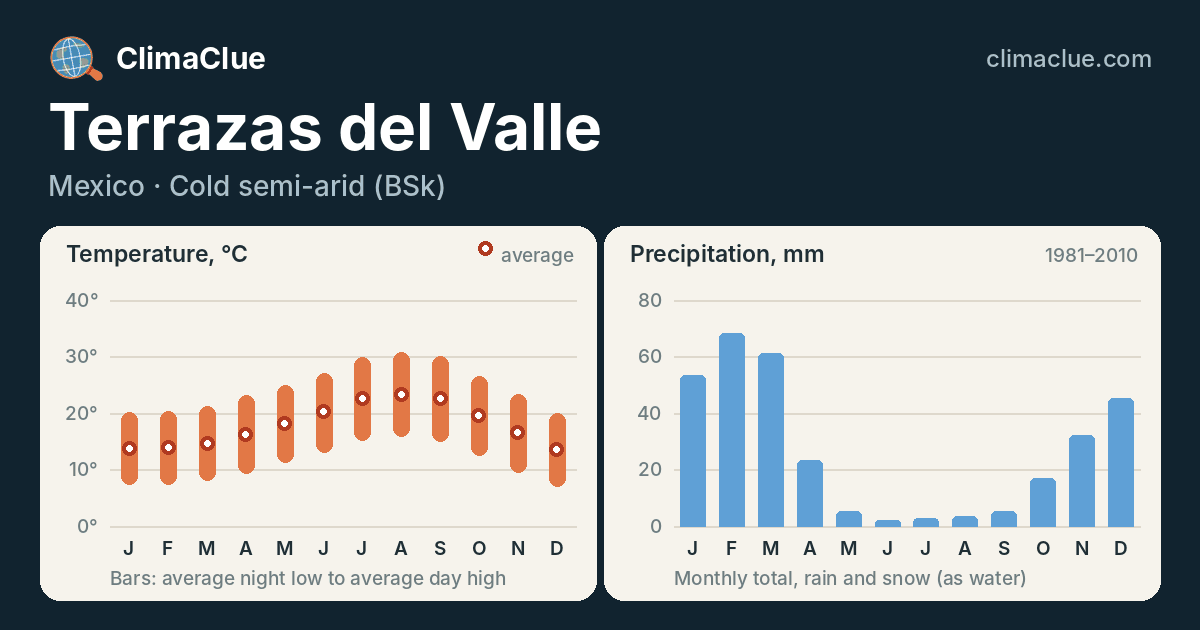 ClimaClue
climaclue.com
Terrazas del Valle
Mexico · Cold semi-arid (BSk)
Temperature, °C
average
40°
30°
20°
10°
0°
J F M A M J J A S O N D
Bars: average night low to average day high
Precipitation, mm
1981–2010
80
60
40
20
0
J F M A M J J A S O N D
Monthly total, rain and snow (as water)